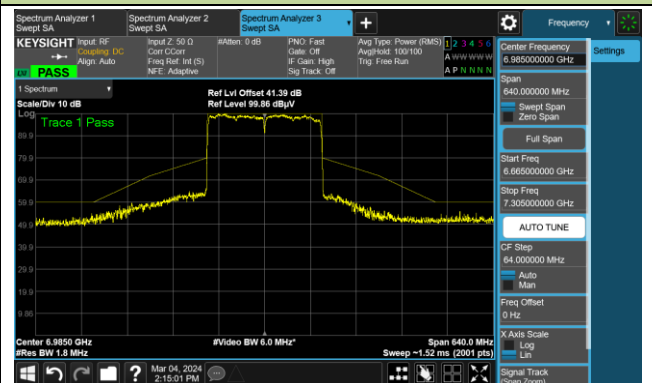 Spectrum Analyzer 1
Swept SA
Spectrum Analyzer 2
Swept SA
Spectrum Analyzer 3
Swept SA
Frequency
KEYSIGHT
Input: RF
Coupling: DC
Align: Auto
Input Z: 50 Ω
Corr CCorr
Freq Ref: Int (S)
NFE: Adaptive
#Atten: 0 dB
PNO: Fast
Gate: Off
IF Gain: High
Sig Track: Off
Avg Type: Power (RMS)
Avg|Hold: 100/100
Trig: Free Run
1 2 3 4 5 6
A W W W W W
A P N N N N
PASS
1 Spectrum
Scale/Div 10 dB
Ref Lvl Offset 41.39 dB
Ref Level 99.86 dBµV
Log
Trace 1 Pass
89.9
79.9
69.9
59.9
49.9
39.9
29.9
19.9
9.86
Center 6.9850 GHz
#Res BW 1.8 MHz
#Video BW 6.0 MHz*
Span 640.0 MHz
Sweep ~1.52 ms (2001 pts)
Center Frequency
6.985000000 GHz
Settings
Span
640.000000 MHz
Swept Span
Zero Span
Full Span
Start Freq
6.665000000 GHz
Stop Freq
7.305000000 GHz
AUTO TUNE
CF Step
64.000000 MHz
Auto
Man
Freq Offset
0 Hz
X Axis Scale
Log
Lin
Signal Track
(Span Zoom)
Mar 04, 2024
2:15:01 PM